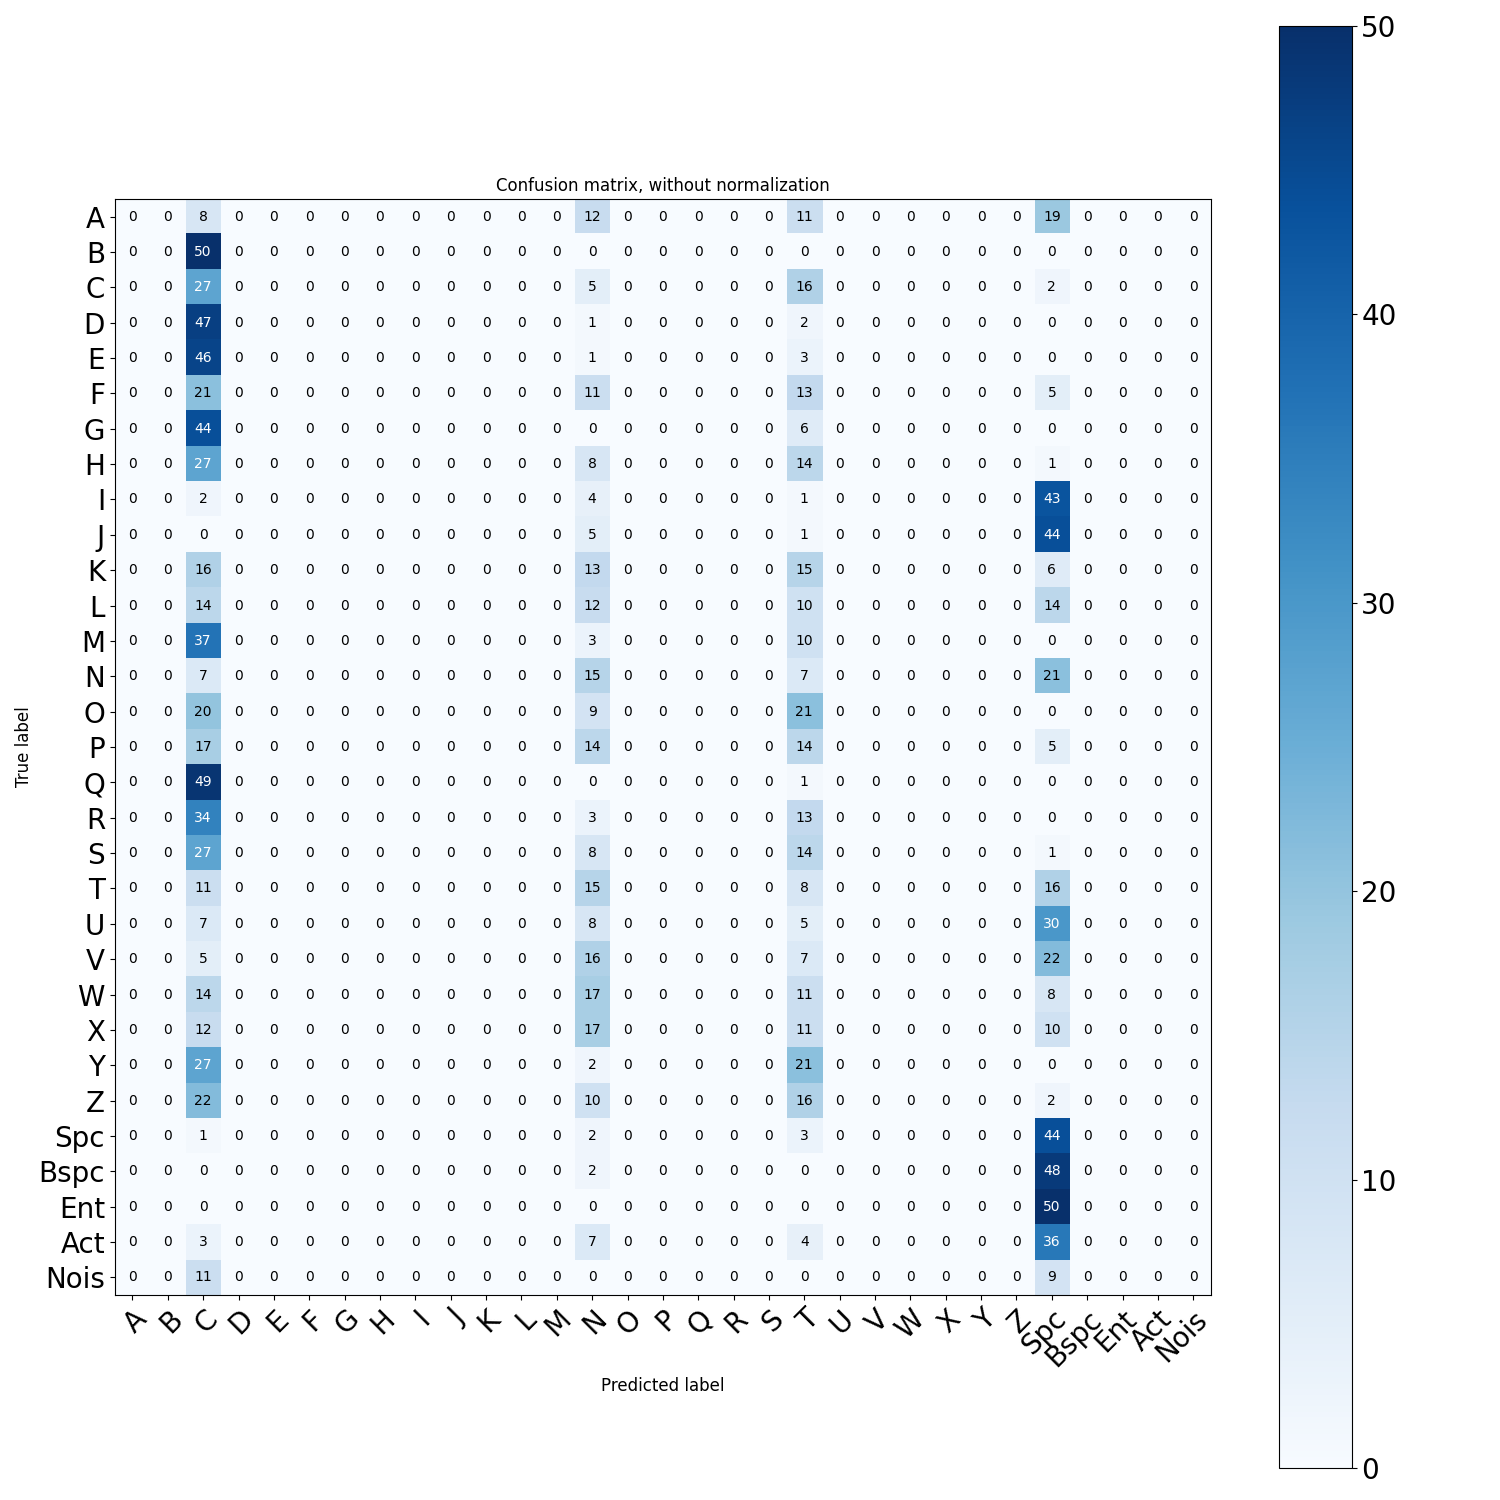 Confusion matrix, without normalization
A 0 0 8 0 0 0 0 0 0 0 0 0 0 12 0 0 0 0 0 11 0 0 0 0 0 0 19 0 0 0 0
B 0 0 50 0 0 0 0 0 0 0 0 0 0 0 0 0 0 0 0 0 0 0 0 0 0 0 0 0 0 0 0
C 0 0 27 0 0 0 0 0 0 0 0 0 0 5 0 0 0 0 0 16 0 0 0 0 0 0 2 0 0 0 0
D 0 0 47 0 0 0 0 0 0 0 0 0 0 1 0 0 0 0 0 2 0 0 0 0 0 0 0 0 0 0 0
E 0 0 46 0 0 0 0 0 0 0 0 0 0 1 0 0 0 0 0 3 0 0 0 0 0 0 0 0 0 0 0
F 0 0 21 0 0 0 0 0 0 0 0 0 0 11 0 0 0 0 0 13 0 0 0 0 0 0 5 0 0 0 0
G 0 0 44 0 0 0 0 0 0 0 0 0 0 0 0 0 0 0 0 6 0 0 0 0 0 0 0 0 0 0 0
H 0 0 27 0 0 0 0 0 0 0 0 0 0 8 0 0 0 0 0 14 0 0 0 0 0 0 1 0 0 0 0
I 0 0 2 0 0 0 0 0 0 0 0 0 0 4 0 0 0 0 0 1 0 0 0 0 0 0 43 0 0 0 0
J 0 0 0 0 0 0 0 0 0 0 0 0 0 5 0 0 0 0 0 1 0 0 0 0 0 0 44 0 0 0 0
K 0 0 16 0 0 0 0 0 0 0 0 0 0 13 0 0 0 0 0 15 0 0 0 0 0 0 6 0 0 0 0
L 0 0 14 0 0 0 0 0 0 0 0 0 0 12 0 0 0 0 0 10 0 0 0 0 0 0 14 0 0 0 0
M 0 0 37 0 0 0 0 0 0 0 0 0 0 3 0 0 0 0 0 10 0 0 0 0 0 0 0 0 0 0 0
N 0 0 7 0 0 0 0 0 0 0 0 0 0 15 0 0 0 0 0 7 0 0 0 0 0 0 21 0 0 0 0
O 0 0 20 0 0 0 0 0 0 0 0 0 0 9 0 0 0 0 0 21 0 0 0 0 0 0 0 0 0 0 0
P 0 0 17 0 0 0 0 0 0 0 0 0 0 14 0 0 0 0 0 14 0 0 0 0 0 0 5 0 0 0 0
Q 0 0 49 0 0 0 0 0 0 0 0 0 0 0 0 0 0 0 0 1 0 0 0 0 0 0 0 0 0 0 0
R 0 0 34 0 0 0 0 0 0 0 0 0 0 3 0 0 0 0 0 13 0 0 0 0 0 0 0 0 0 0 0
S 0 0 27 0 0 0 0 0 0 0 0 0 0 8 0 0 0 0 0 14 0 0 0 0 0 0 1 0 0 0 0
T 0 0 11 0 0 0 0 0 0 0 0 0 0 15 0 0 0 0 0 8 0 0 0 0 0 0 16 0 0 0 0
U 0 0 7 0 0 0 0 0 0 0 0 0 0 8 0 0 0 0 0 5 0 0 0 0 0 0 30 0 0 0 0
V 0 0 5 0 0 0 0 0 0 0 0 0 0 16 0 0 0 0 0 7 0 0 0 0 0 0 22 0 0 0 0
W 0 0 14 0 0 0 0 0 0 0 0 0 0 17 0 0 0 0 0 11 0 0 0 0 0 0 8 0 0 0 0
X 0 0 12 0 0 0 0 0 0 0 0 0 0 17 0 0 0 0 0 11 0 0 0 0 0 0 10 0 0 0 0
Y 0 0 27 0 0 0 0 0 0 0 0 0 0 2 0 0 0 0 0 21 0 0 0 0 0 0 0 0 0 0 0
Z 0 0 22 0 0 0 0 0 0 0 0 0 0 10 0 0 0 0 0 16 0 0 0 0 0 0 2 0 0 0 0
Spc 0 0 1 0 0 0 0 0 0 0 0 0 0 2 0 0 0 0 0 3 0 0 0 0 0 0 44 0 0 0 0
Bspc 0 0 0 0 0 0 0 0 0 0 0 0 0 2 0 0 0 0 0 0 0 0 0 0 0 0 48 0 0 0 0
Ent 0 0 0 0 0 0 0 0 0 0 0 0 0 0 0 0 0 0 0 0 0 0 0 0 0 0 50 0 0 0 0
Act 0 0 3 0 0 0 0 0 0 0 0 0 0 7 0 0 0 0 0 4 0 0 0 0 0 0 36 0 0 0 0
Nois 0 0 11 0 0 0 0 0 0 0 0 0 0 0 0 0 0 0 0 0 0 0 0 0 0 0 9 0 0 0 0
A B C D E F G H I J K L M N O P Q R S T U V W X Y Z Spc Bspc Ent Act Nois
Predicted label
True label
50
40
30
20
10
0